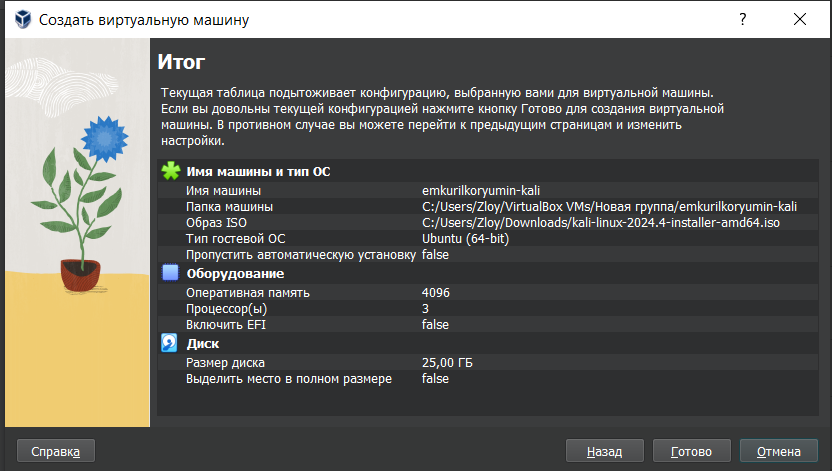 Создать виртуальную машину
?
Итог
Текущая таблица подытоживает конфигурацию, выбранную вами для виртуальной машины.
Если вы довольны текущей конфигурацией нажмите кнопку Готово для создания виртуальной
машины. В противном случае вы можете перейти к предыдущим страницам и изменить
настройки.
Имя машины и тип ОС
Имя машины emkurilkoryumin-kali
Папка машины C:/Users/Zloy/VirtualBox VMs/Новая группа/emkurilkoryumin-kali
Образ ISO C:/Users/Zloy/Downloads/kali-linux-2024.4-installer-amd64.iso
Тип гостевой ОС Ubuntu (64-bit)
Пропустить автоматическую установку false
Оборудование
Оперативная память 4096
Процессор(ы) 3
Включить EFI false
Диск
Размер диска 25,00 ГБ
Выделить место в полном размере false
Справка Назад Готово Отмена